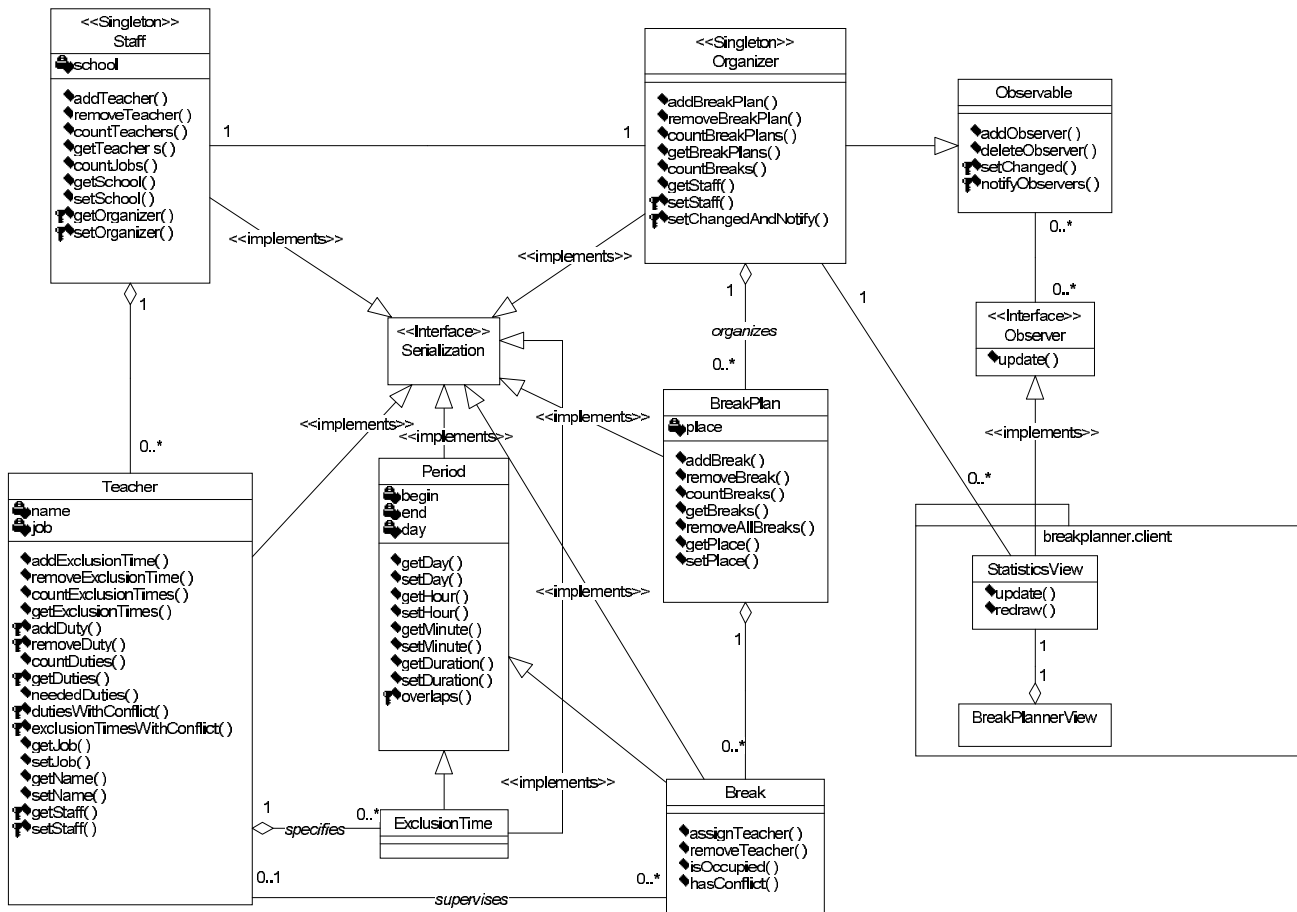 <<Singleton>>
Staff
school
addTeacher( )
removeTeacher( )
countTeachers( )
getTeacher s( )
countJobs( )
getSchool( )
setSchool( )
getOrganizer( )
setOrganizer( )
1
1
<<Singleton>>
Organizer
addBreakPlan( )
removeBreakPlan( )
countBreakPlans( )
getBreakPlans( )
countBreaks( )
getStaff( )
setStaff( )
setChangedAndNotify( )
Observable
addObserver( )
deleteObserver( )
setChanged( )
notifyObservers( )
0..*
0..*
<<Interface>>
Observer
update( )
<<implements>>
<<implements>>
<<Interface>>
Serialization
1
1
organizes
0..*
1
0..*
<<implements>>
<<implements>>
<<implements>>
<<implements>>
<<implements>>
BreakPlan
place
addBreak( )
removeBreak( )
countBreaks( )
getBreaks( )
removeAllBreaks( )
getPlace( )
setPlace( )
0..*
Teacher
name
job
addExclusionTime( )
removeExclusionTime( )
countExclusionTimes( )
getExclusionTimes( )
addDuty( )
removeDuty( )
countDuties( )
getDuties( )
neededDuties( )
dutiesWithConflict( )
exclusionTimesWithConflict( )
getJob( )
setJob( )
getName( )
setName( )
getStaff( )
setStaff( )
Period
begin
end
day
getDay( )
setDay( )
getHour( )
setHour( )
getMinute( )
setMinute( )
getDuration( )
setDuration( )
overlaps( )
breakplanner.client
StatisticsView
update( )
redraw( )
1
1
BreakPlannerView
1
0..*
<<implements>>
1
specifies
0..*
ExclusionTime
Break
assignTeacher( )
removeTeacher( )
isOccupied( )
hasConflict( )
0..1
supervises
0..*